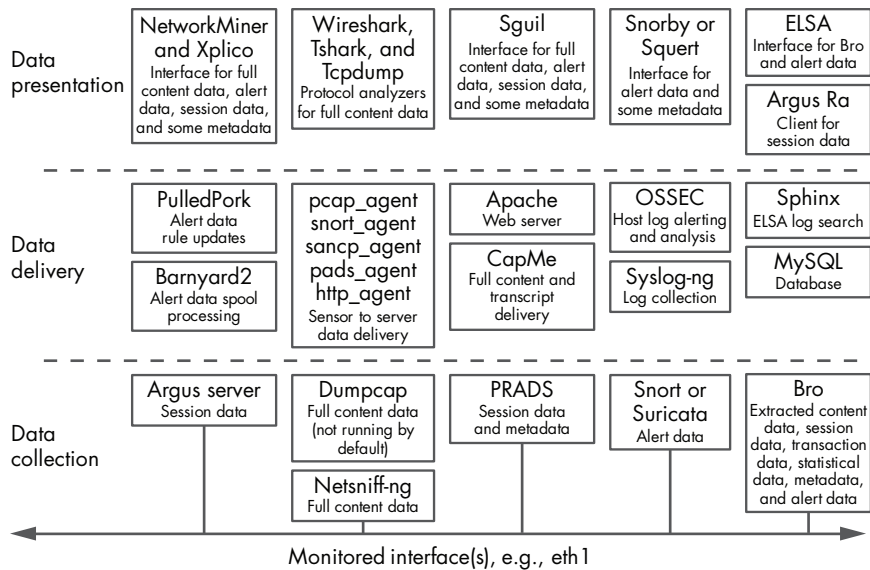 Data
presentation
NetworkMiner
and Xplico
Interface for full
content data, alert
data, session data,
and some metadata
Wireshark,
Tshark, and
Tcpdump
Protocol analyzers
for full content data
Sguil
Interface for full
content data, alert
data, session data,
and some metadata
Snorby or
Squert
Interface for
alert data and
some metadata
ELSA
Interface for Bro
and alert data
Argus Ra
Client for
session data
Data
delivery
PulledPork
Alert data
rule updates
Barnyard2
Alert data spool
processing
pcap_agent
snort_agent
sancp_agent
pads_agent
http_agent
Sensor to server
data delivery
Apache
Web server
CapMe
Full content and
transcript
delivery
OSSEC
Host log alerting
and analysis
Syslog-ng
Log collection
Sphinx
ELSA log search
MySQL
Database
Data
collection
Argus server
Session data
Dumpcap
Full content data
(not running by
default)
Netsniff-ng
Full content data
PRADS
Session data
and metadata
Snort or
Suricata
Alert data
Bro
Extracted content
data, session
data, transaction
data, statistical
data, metadata,
and alert data
Monitored interface(s), e.g., eth1